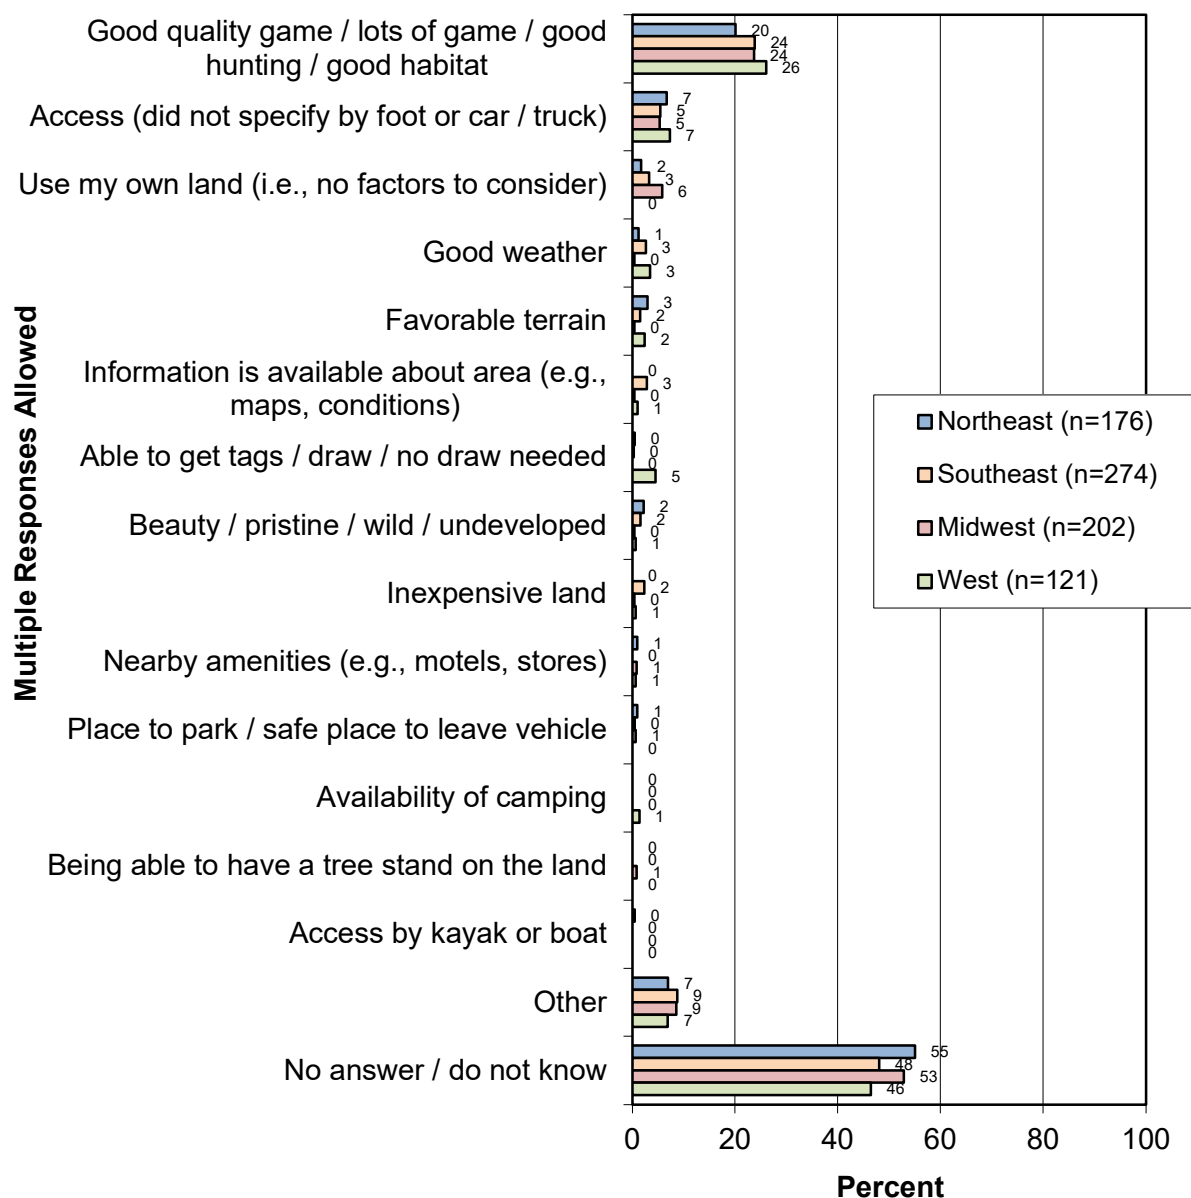 Multiple Responses Allowed
Good quality game / lots of game / good
hunting / good habitat
20
24
24
26
Access (did not specify by foot or car / truck)
7
5
5
7
Use my own land (i.e., no factors to consider)
2
3
6
0
Good weather
1
3
0
3
Favorable terrain
3
2
0
2
Information is available about area (e.g.,
maps, conditions)
0
3
0
1
Able to get tags / draw / no draw needed
0
0
0
5
Beauty / pristine / wild / undeveloped
2
2
0
1
Inexpensive land
0
2
0
1
Nearby amenities (e.g., motels, stores)
1
0
1
1
Place to park / safe place to leave vehicle
1
0
1
0
Availability of camping
0
0
0
1
Being able to have a tree stand on the land
0
0
1
0
Access by kayak or boat
0
0
0
0
Other
7
9
9
7
No answer / do not know
55
48
53
46
Northeast (n=176)
Southeast (n=274)
Midwest (n=202)
West (n=121)
0 20 40 60 80 100
Percent